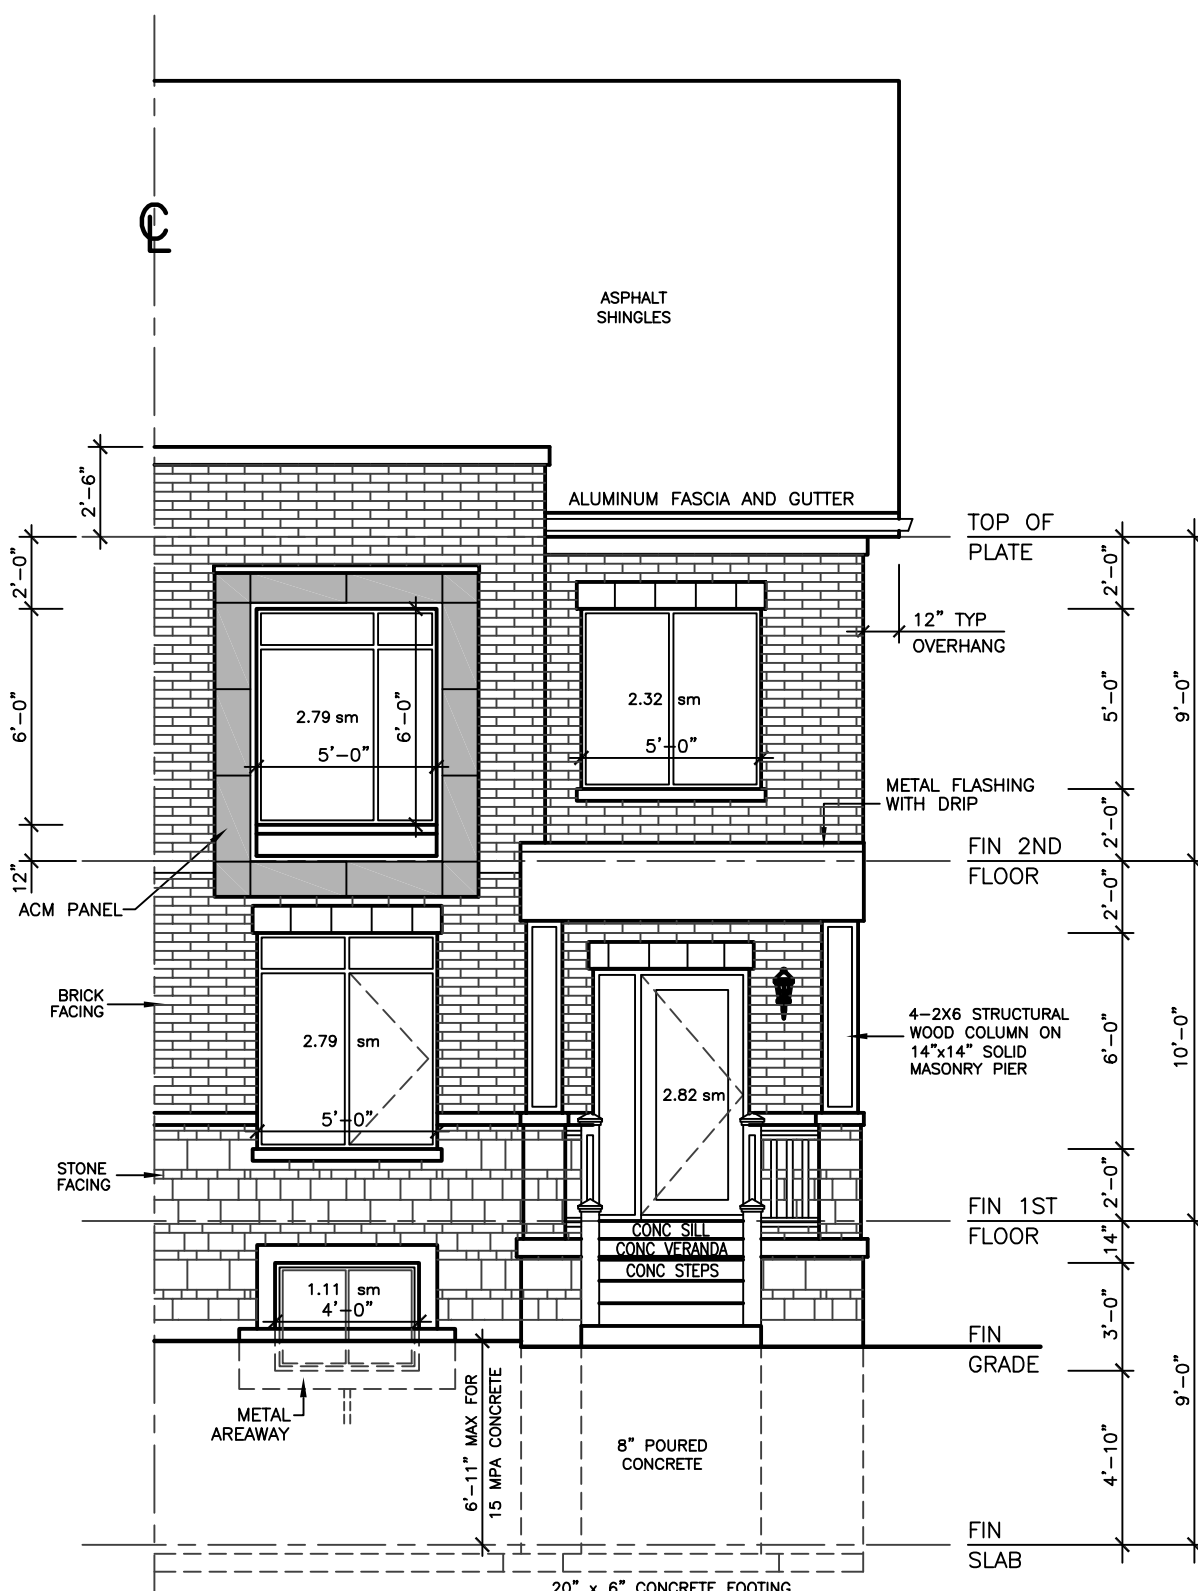 CL
ASPHALT
SHINGLES
2'-6"
ALUMINUM FASCIA AND GUTTER
TOP OF
PLATE
2'-0"
2'-0"
12" TYP
OVERHANG
6'-0"
2.79 sm
6'-0"
5'-0"
2.32 sm
5'-0"
5'-0"
9'-0"
METAL FLASHING
WITH DRIP
2'-0"
FIN 2ND
FLOOR
12"
ACM PANEL
2'-0"
BRICK
FACING
2.79 sm
5'-0"
4-2X6 STRUCTURAL
WOOD COLUMN ON
14"x14" SOLID
MASONRY PIER
6'-0"
10'-0"
2.82 sm
STONE
FACING
2'-0"
FIN 1ST
FLOOR
14"
CONC SILL
CONC VERANDA
CONC STEPS
1.11 sm
4'-0"
3'-0"
FIN
GRADE
9'-0"
METAL
AREAWAY
6'-11" MAX FOR
15 MPA CONCRETE
8" POURED
CONCRETE
4'-10"
FIN
SLAB
20" x 6" CONCRETE FOOTING